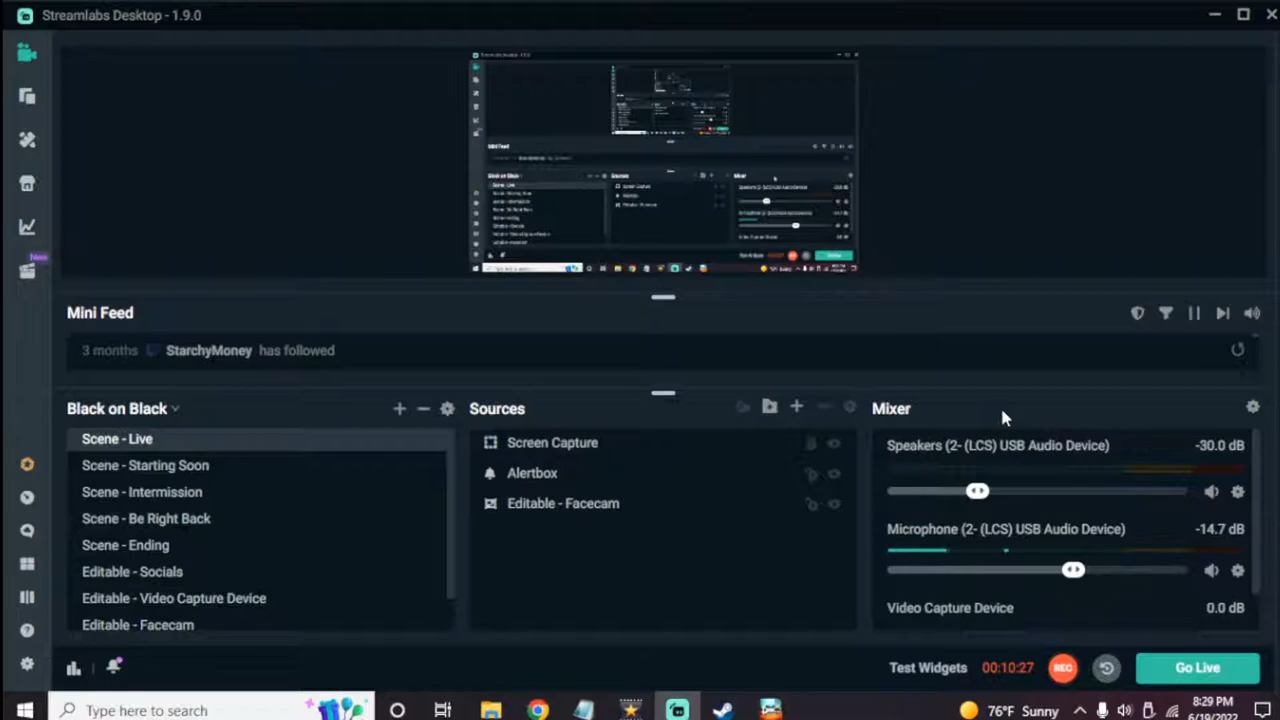 Streamlabs Desktop - 1.9.0
New
Mini Feed
3 months StarchyMoney has followed
Black on Black
Scene - Live
Scene - Starting Soon
Scene - Intermission
Scene - Be Right Back
Scene - Ending
Editable - Socials
Editable - Video Capture Device
Editable - Facecam
Sources
Screen Capture
Alertbox
Editable - Facecam
Mixer
Speakers (2- (LCS) USB Audio Device) -30.0 dB
Microphone (2- (LCS) USB Audio Device) -14.7 dB
Video Capture Device 0.0 dB
Test Widgets 00:10:27 REC Go Live
Type here to search
76°F Sunny
8:29 PM